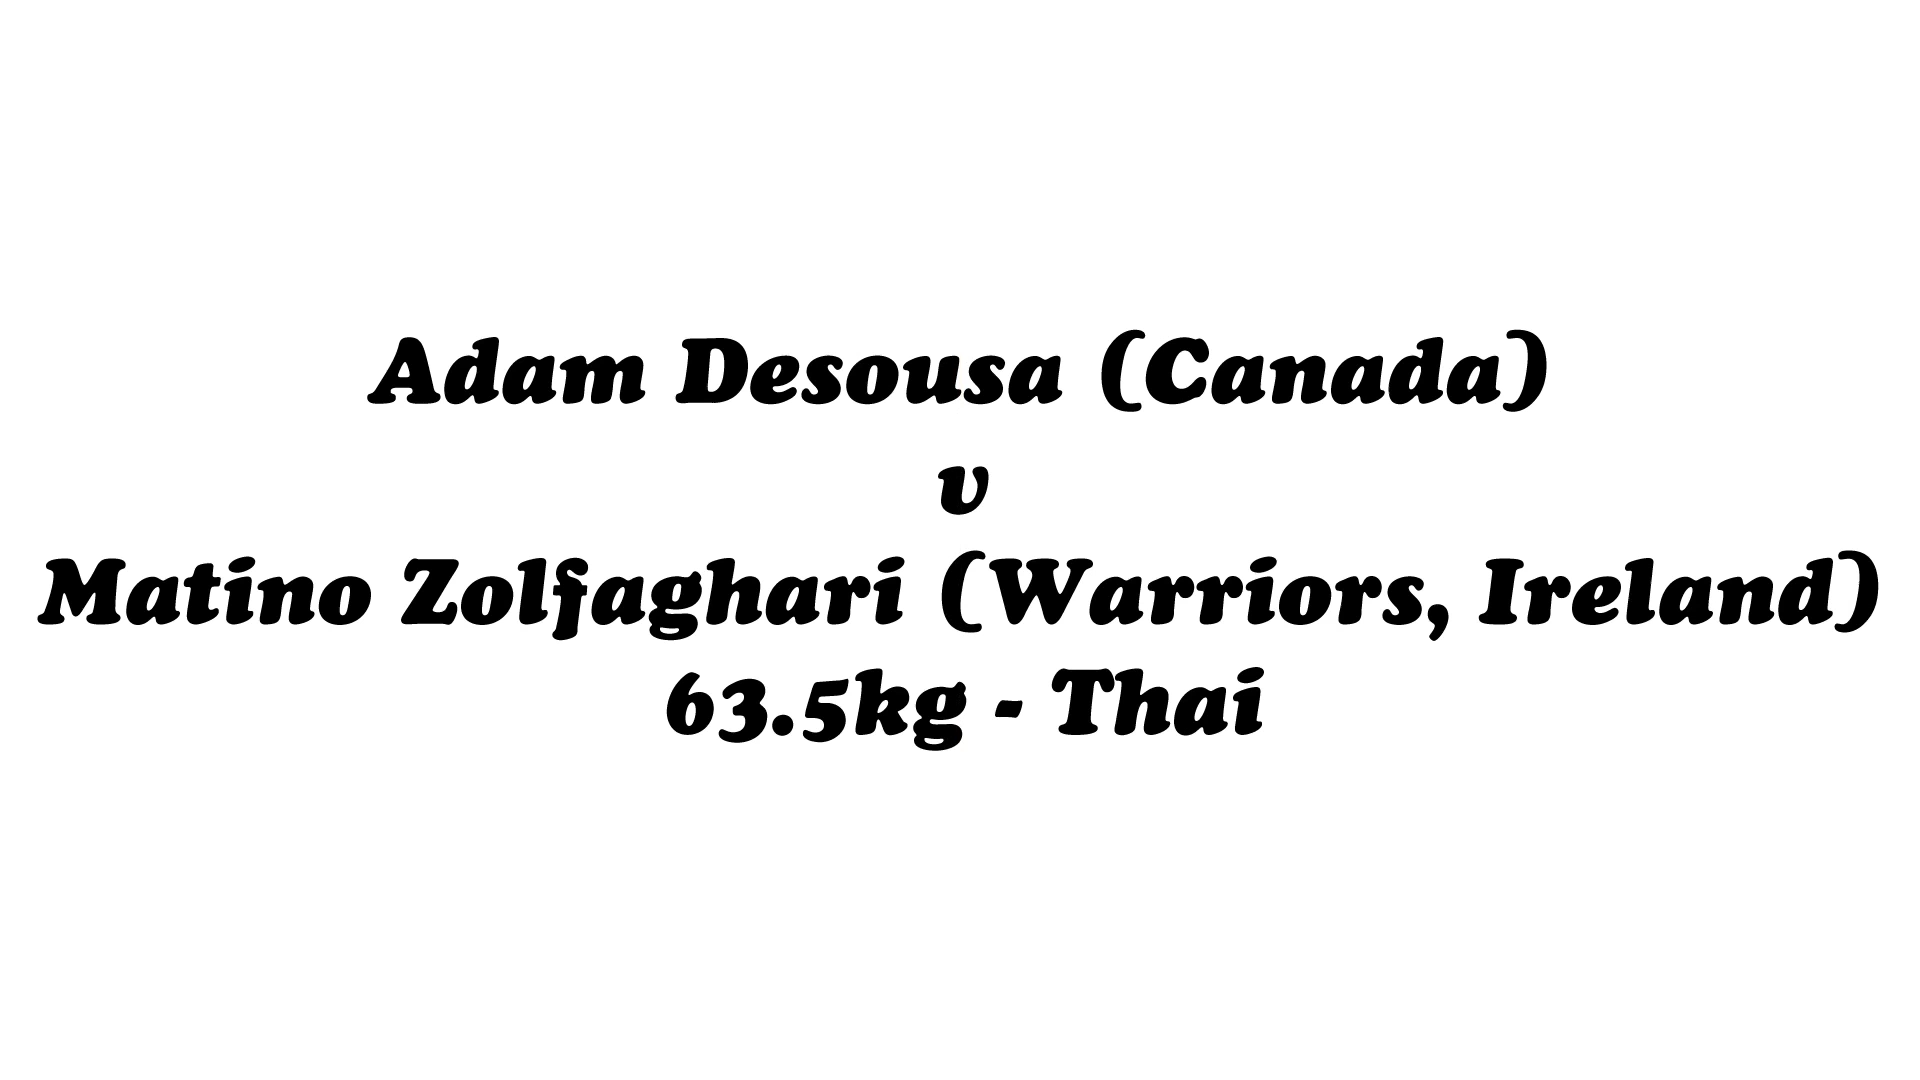 Adam Desousa (Canada)
v
Matino Zolfaghari (Warriors, Ireland)
63.5kg - Thai